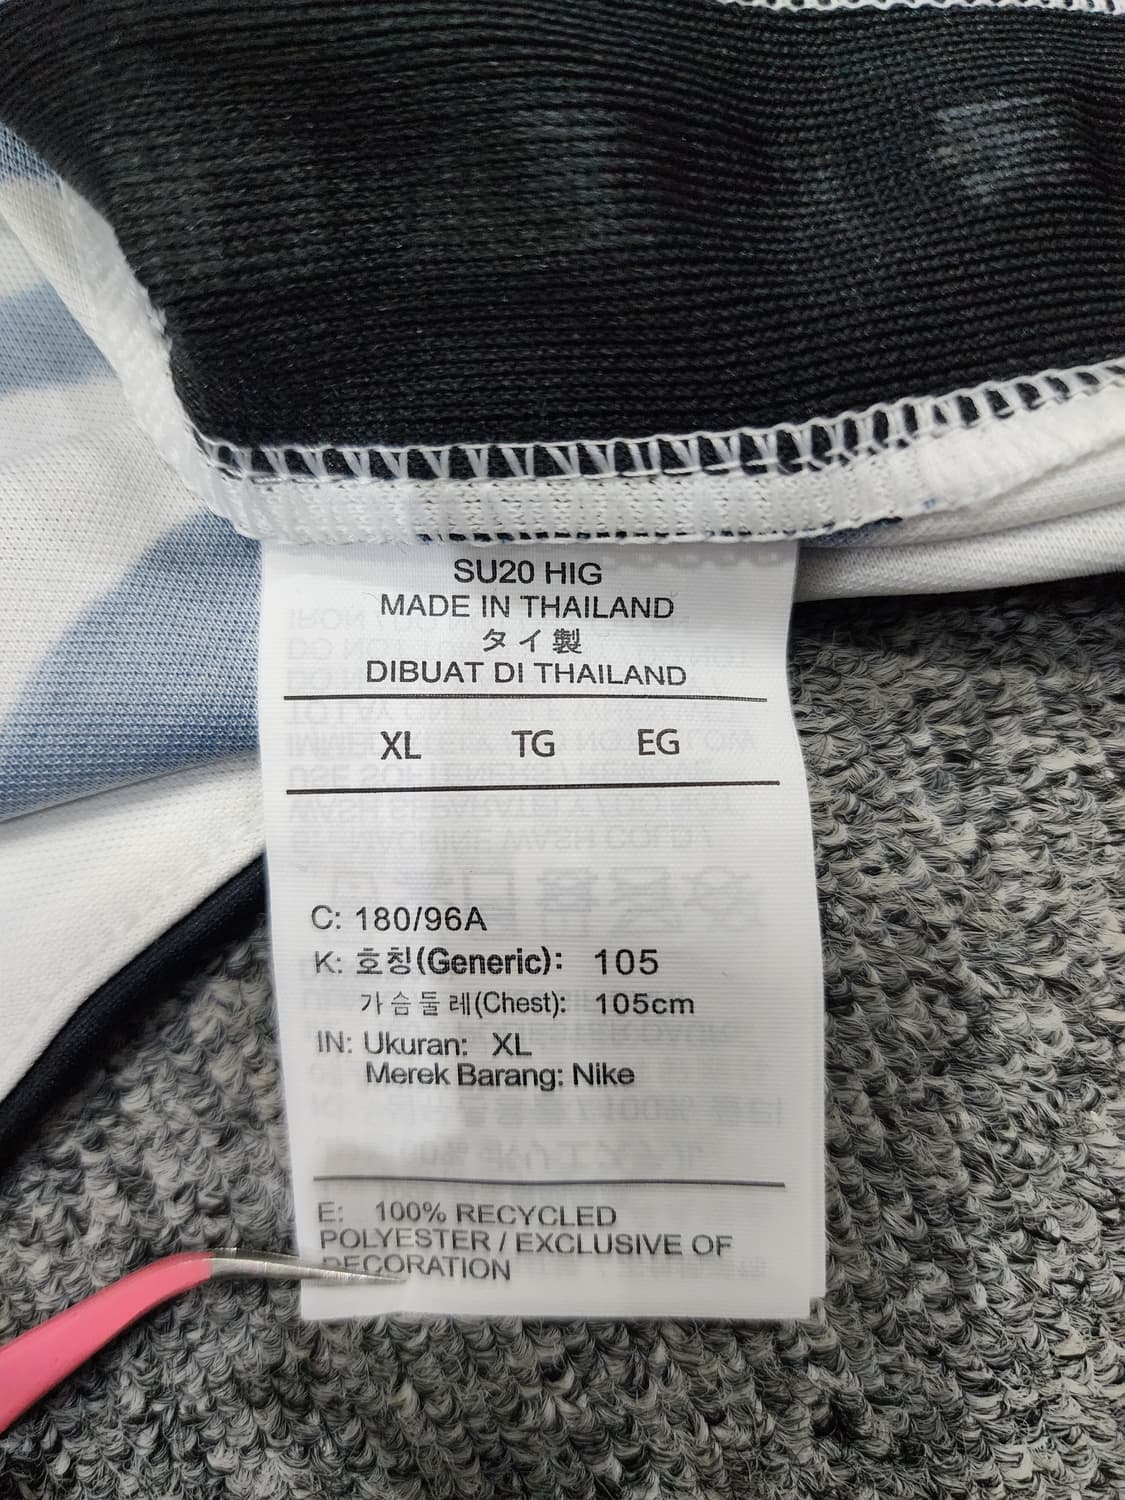 SU20 HIG
MADE IN THAILAND
タイ製
DIBUAT DI THAILAND
XL TG EG
C: 180/96A
K: 호칭(Generic): 105
가슴둘레(Chest): 105cm
IN: Ukuran: XL
Merek Barang: Nike
E: 100% RECYCLED
POLYESTER / EXCLUSIVE OF
DECORATION